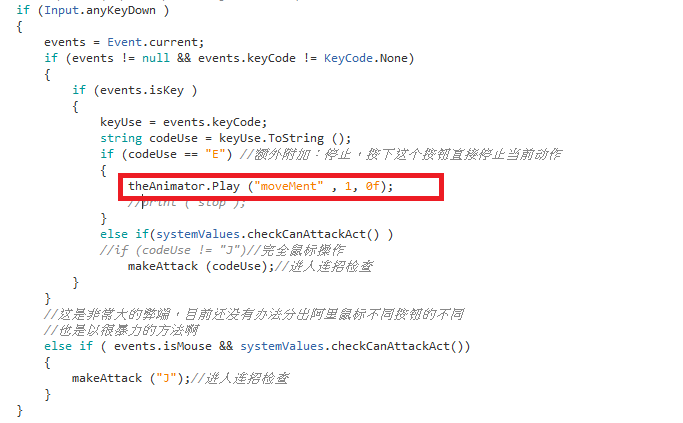 if (Input.anyKeyDown )
{
events = Event.current;
if (events != null && events.keyCode != KeyCode.None)
{
if (events.isKey )
{
keyUse = events.keyCode;
string codeUse = keyUse.ToString ();
if (codeUse == "E") //额外附加：停止，按下这个按钮直接停止当前动作
{
theAnimator.Play ("moveMent" , 1, 0f);
//print ("stop");
}
else if(systemValues.checkCanAttackAct() )
//if (codeUse != "J")//完全鼠标操作
makeAttack (codeUse);//进入连招检查
}
}
//这是非常大的弊端，目前还没有办法分出阿里鼠标不同按钮的不同
//也是以很暴力的方法啊
else if ( events.isMouse && systemValues.checkCanAttackAct())
{
makeAttack ("J");//进入连招检查
}
}